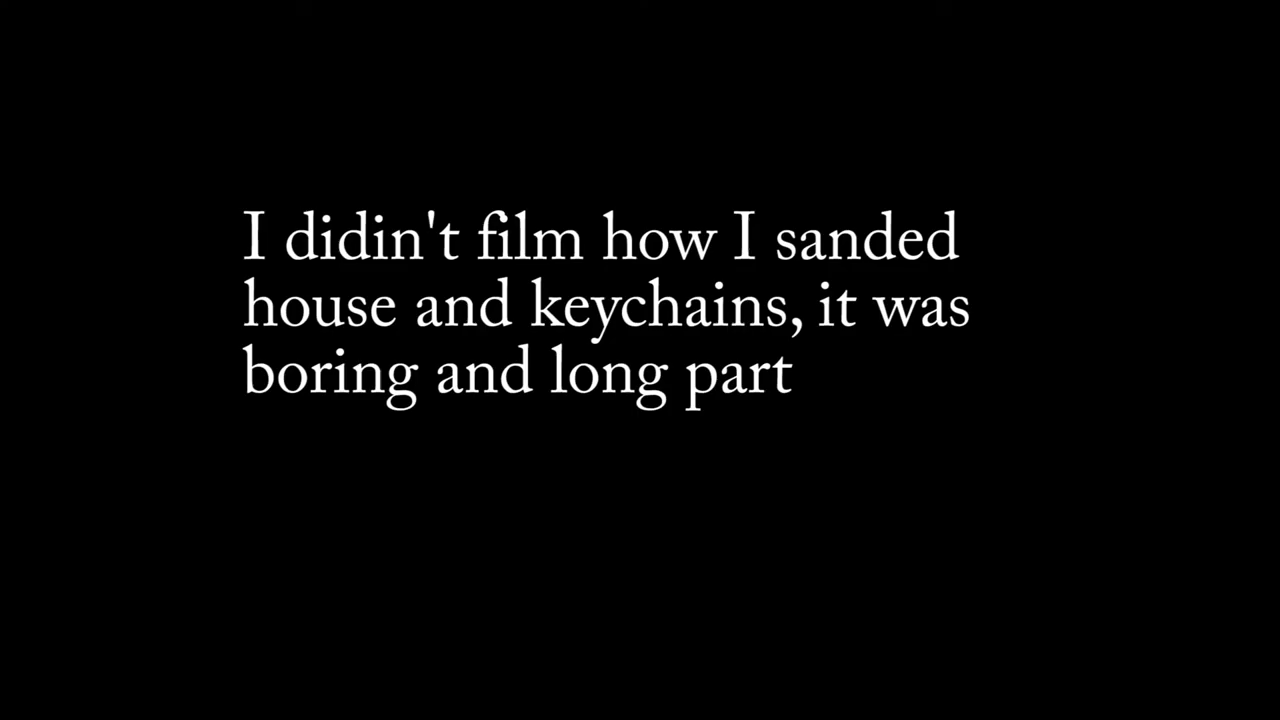 I didin't film how I sanded
house and keychains, it was
boring and long part